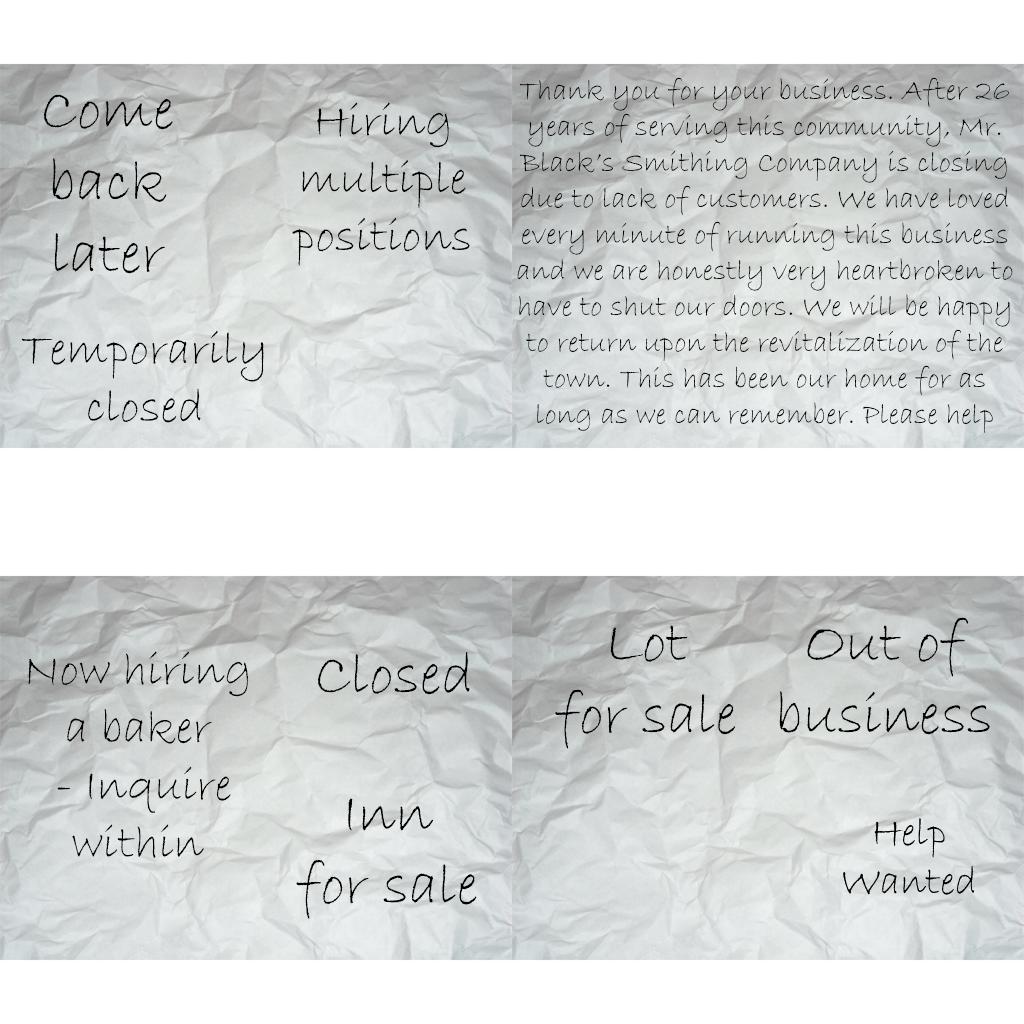 Come
back
later
Hiring
multiple
positions
Temporarily
closed
Thank you for your business. After 26
years of serving this community, Mr.
Black's Smithing Company is closing
due to lack of customers. We have loved
every minute of running this business
and we are honestly very heartbroken to
have to shut our doors. We will be happy
to return upon the revitalization of the
town. This has been our home for as
long as we can remember. Please help
Now hiring
a baker
- Inquire
within
Closed
Inn
for sale
Lot
for sale
Out of
business
Help
Wanted